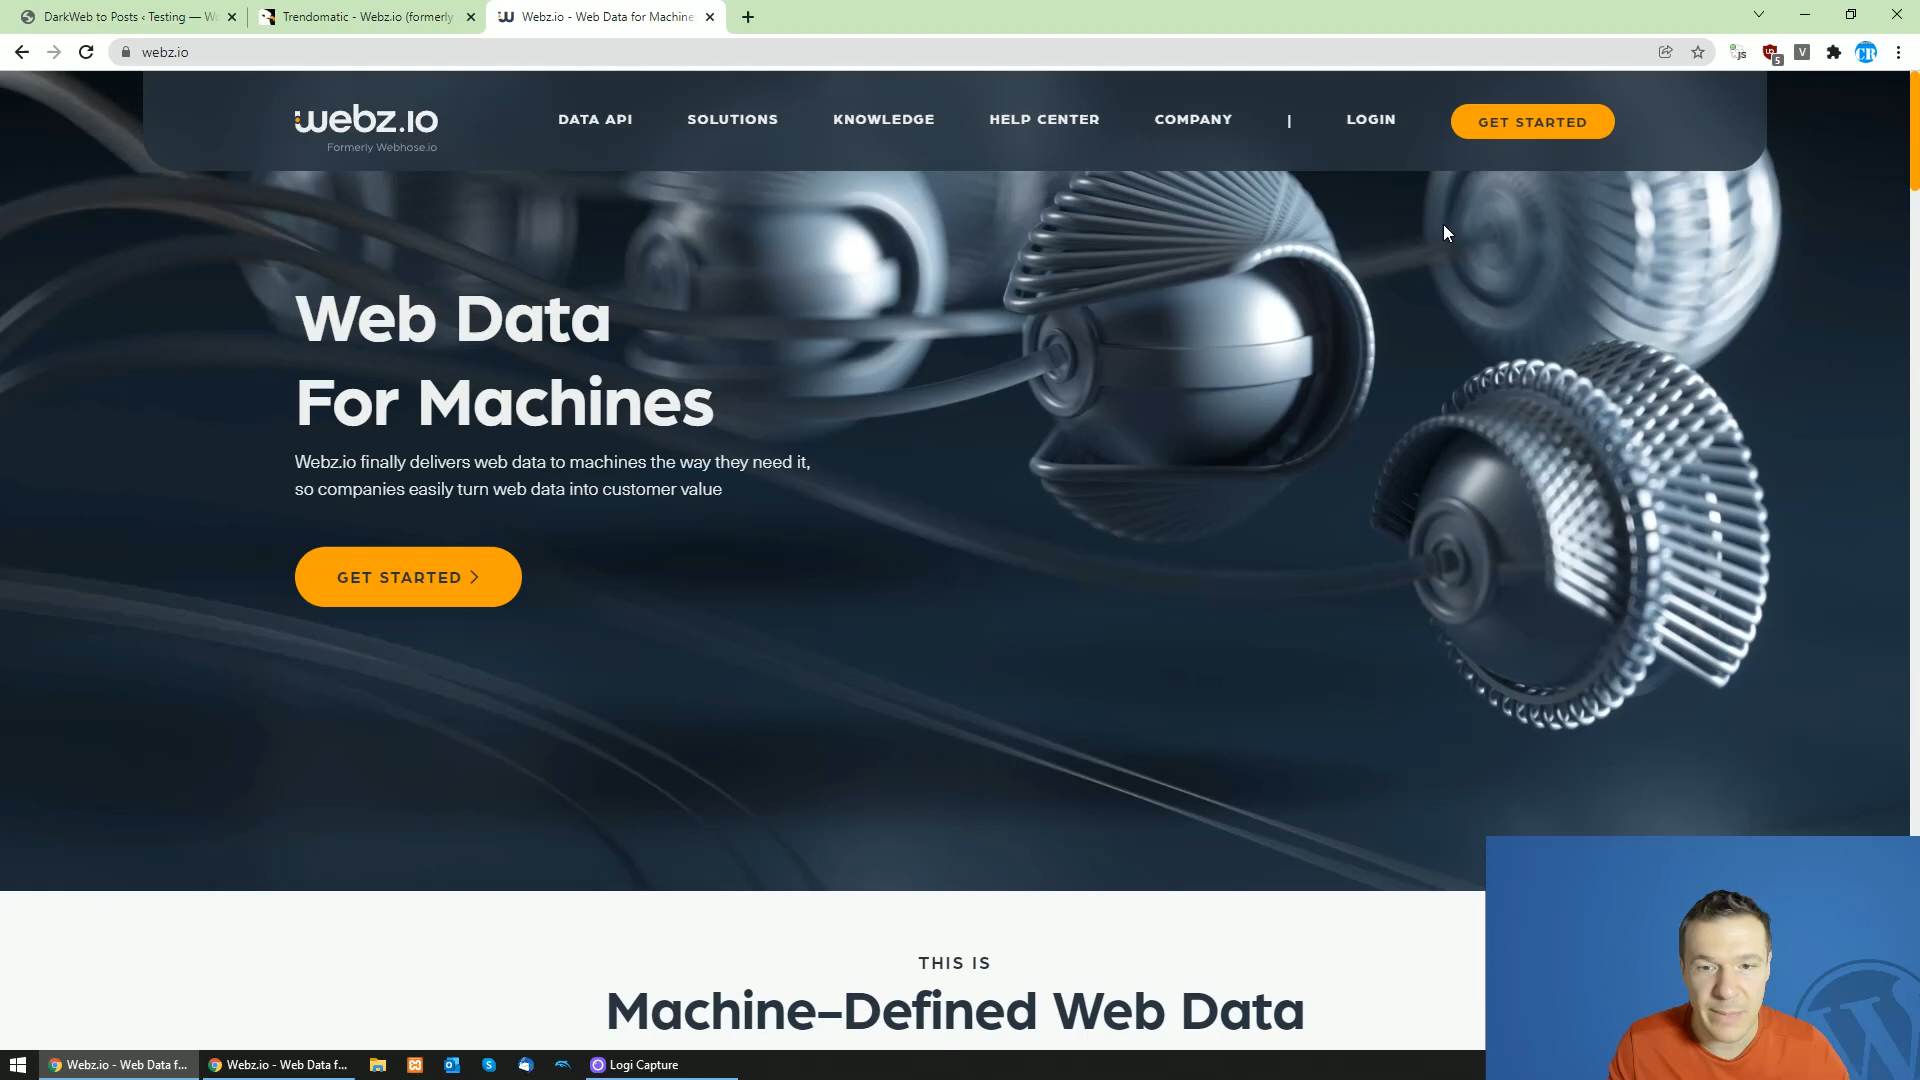 DarkWeb to Posts ‹ Testing — W
Trendomatic - Webz.io (formerly
Webz.io - Web Data for Machine
webz.io
JS
5
V
CR
webz.io
Formerly Webhose.io
DATA API
SOLUTIONS
KNOWLEDGE
HELP CENTER
COMPANY
|
LOGIN
GET STARTED
Web Data
For Machines
Webz.io finally delivers web data to machines the way they need it,
so companies easily turn web data into customer value
GET STARTED >
THIS IS
Machine-Defined Web Data
Webz.io - Web Data f...
Webz.io - Web Data f...
Logi Capture